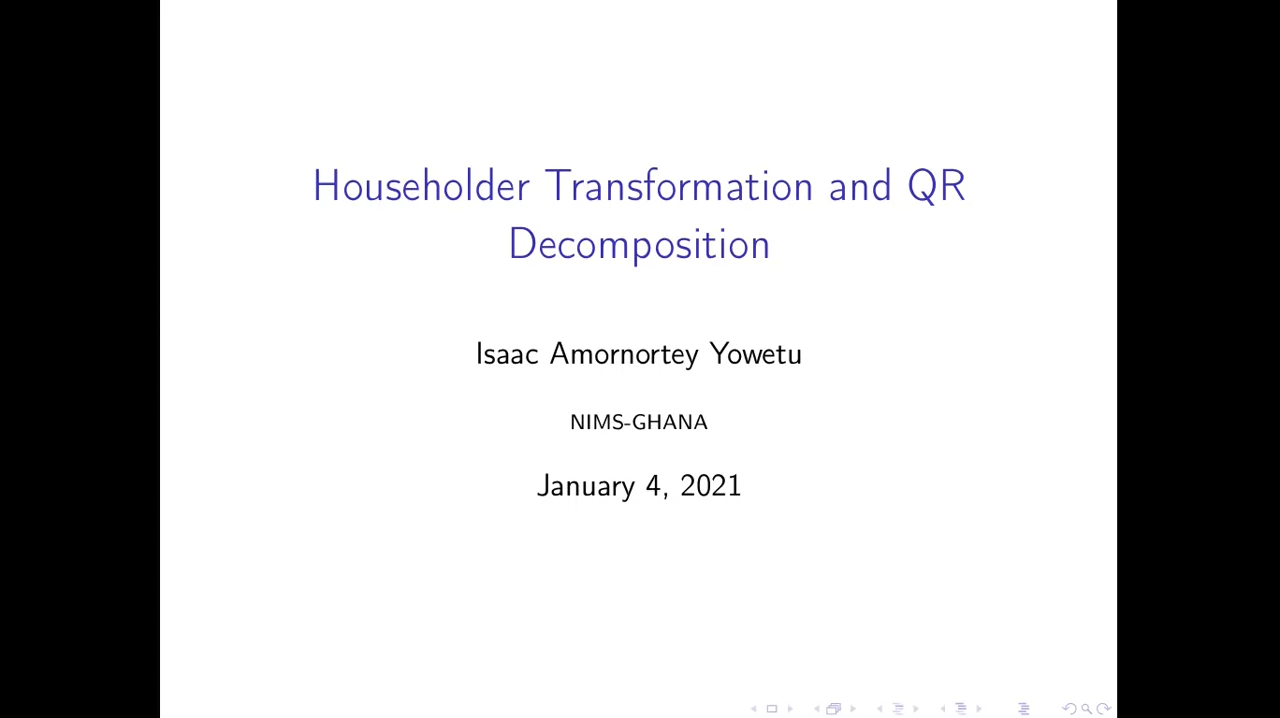 Householder Transformation and QR
Decomposition
Isaac Amornortey Yowetu
NIMS-GHANA
January 4, 2021